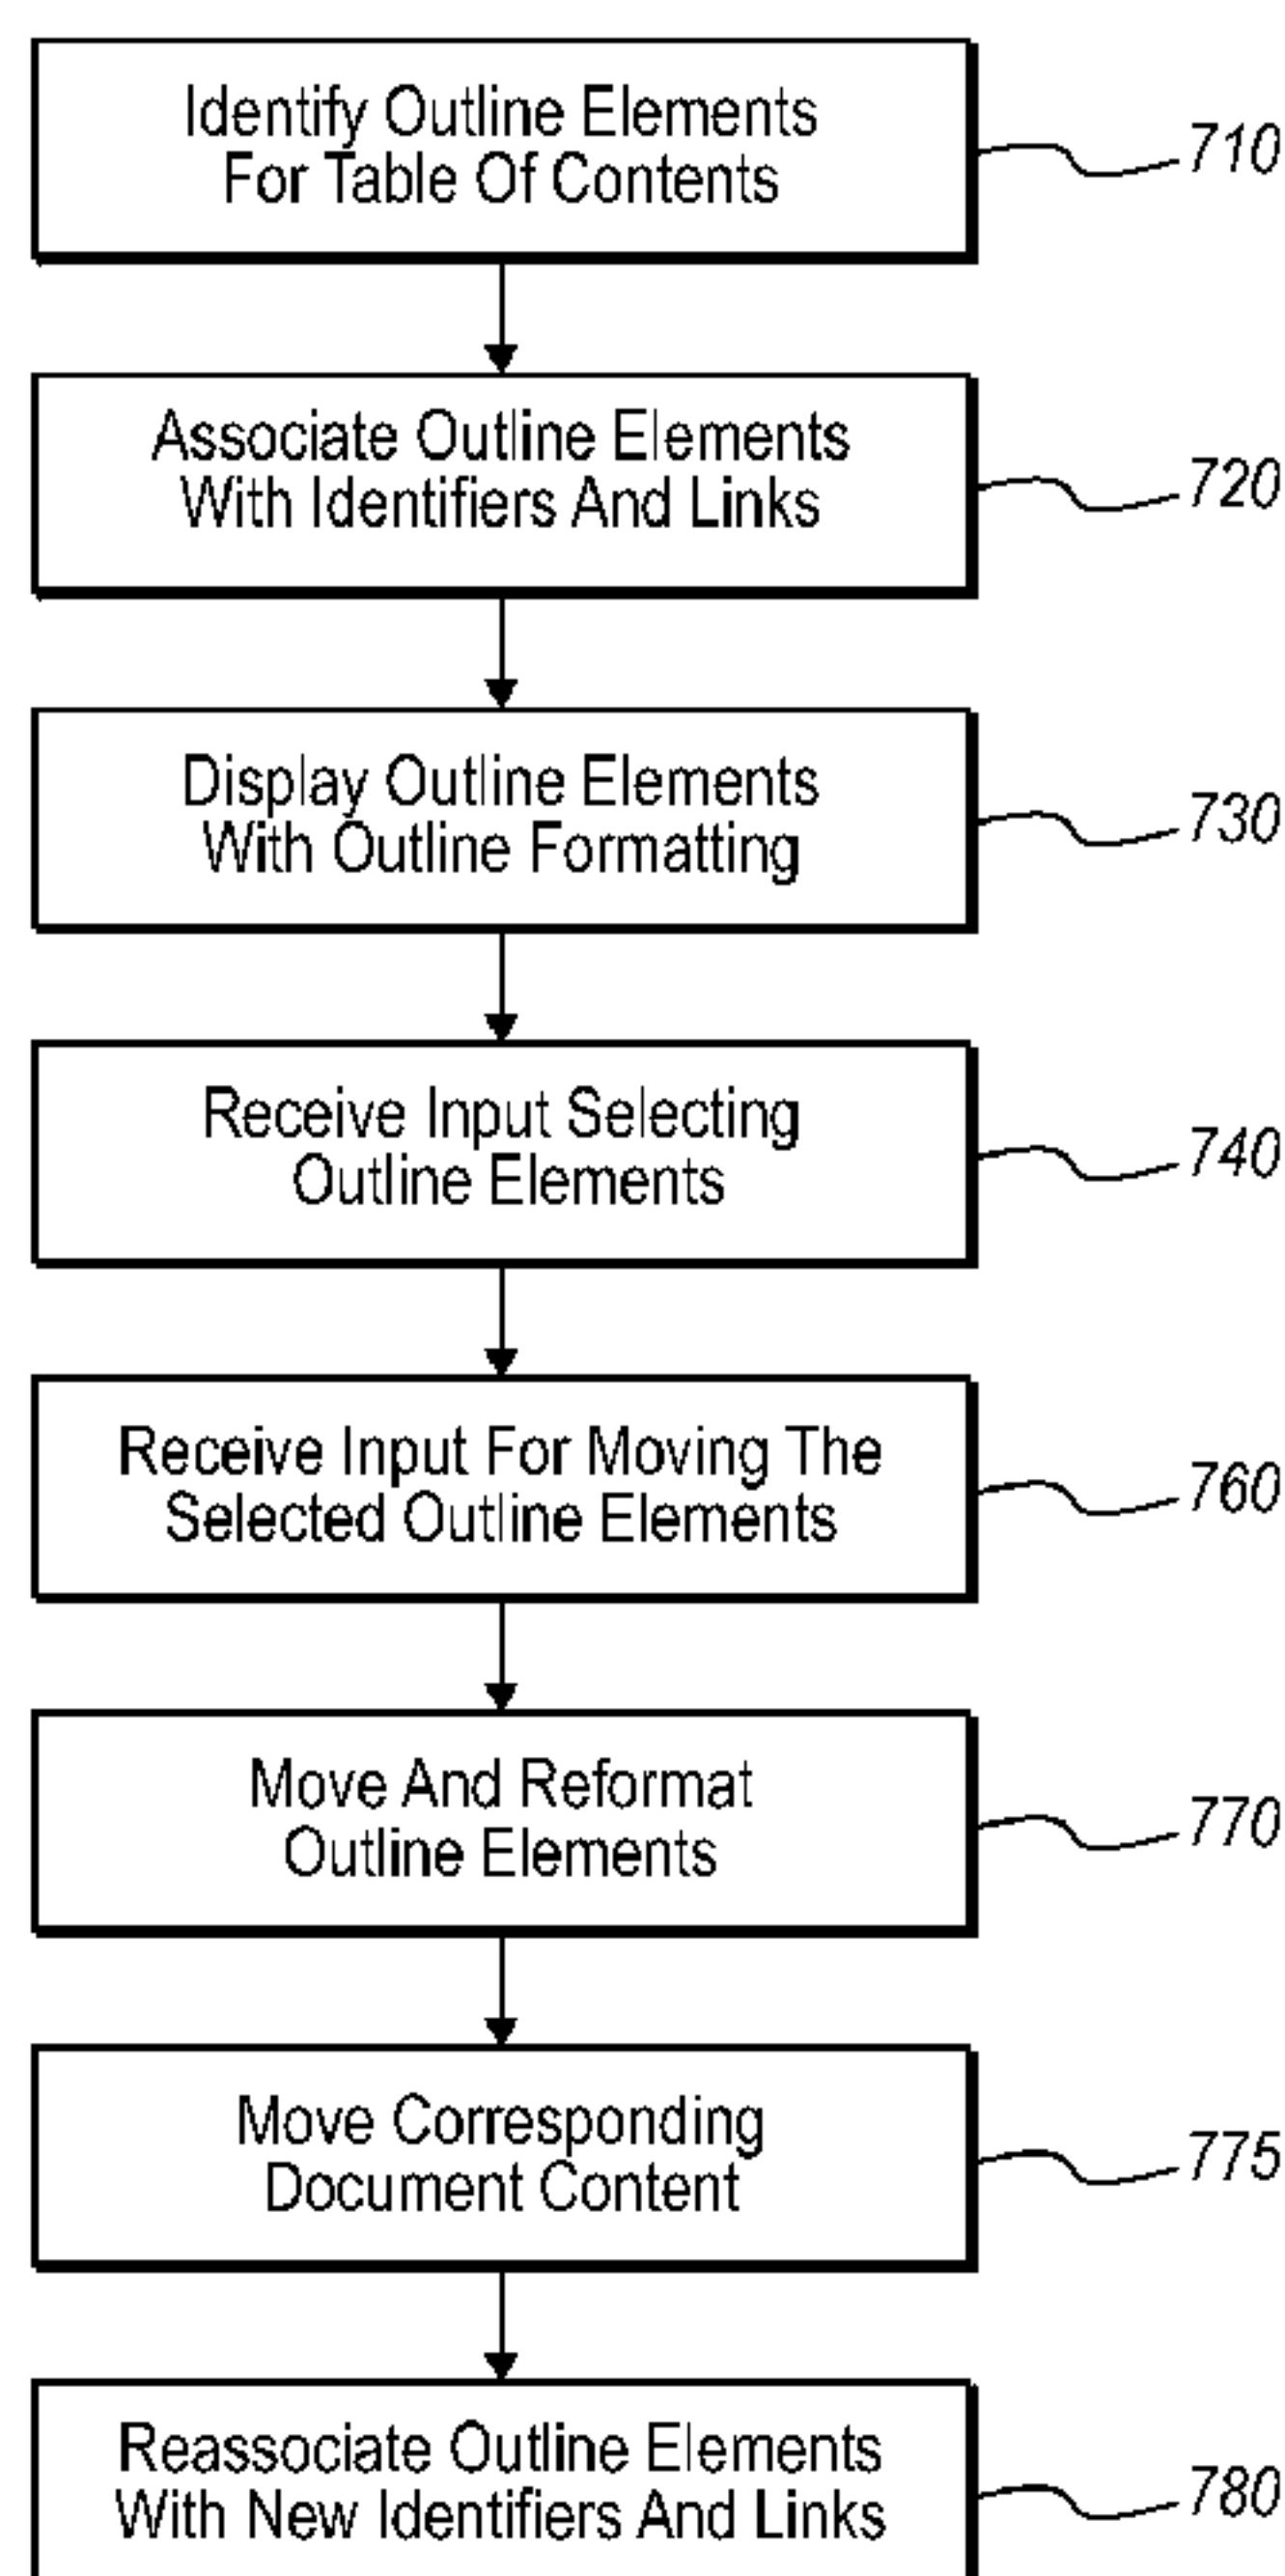 Identify Outline Elements
For Table Of Contents
710
Associate Outline Elements
With Identifiers And Links
720
Display Outline Elements
With Outline Formatting
730
Receive Input Selecting
Outline Elements
740
Receive Input For Moving The
Selected Outline Elements
760
Move And Reformat
Outline Elements
770
Move Corresponding
Document Content
775
Reassociate Outline Elements
With New Identifiers And Links
780